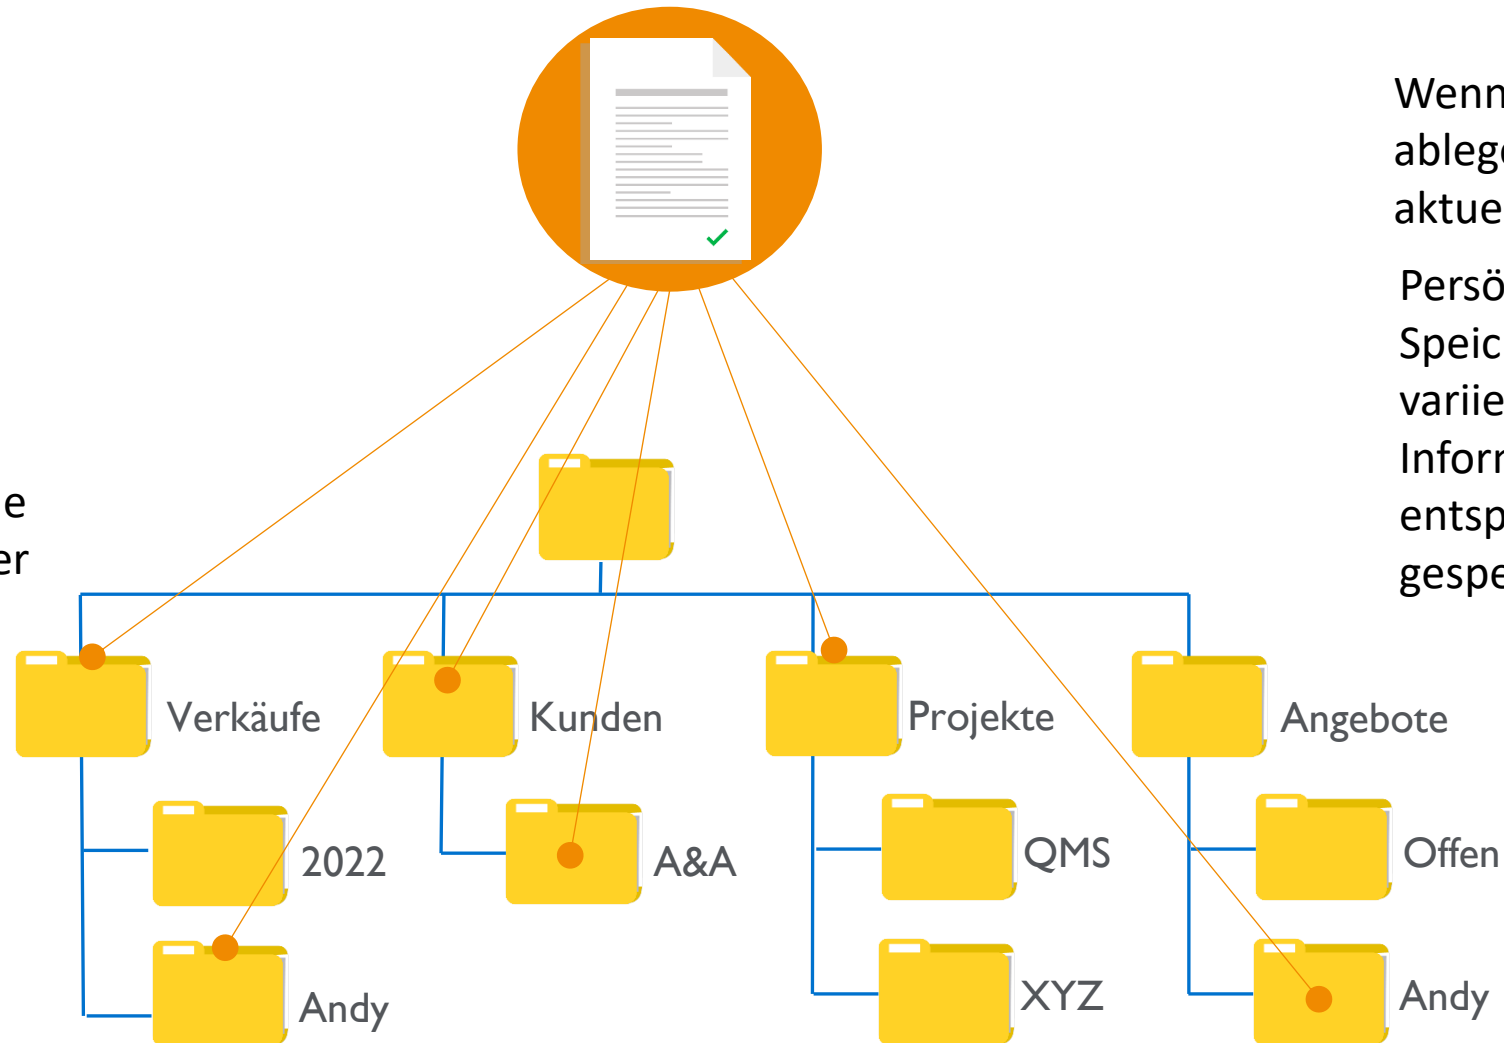 Wenn
ablege
aktue
Persö
Speic
variie
Inforr
entsp
gespe
e
er
Verkäufe
Kunden
Projekte
Angebote
2022
A&A
QMS
Offen
Andy
XYZ
Andy